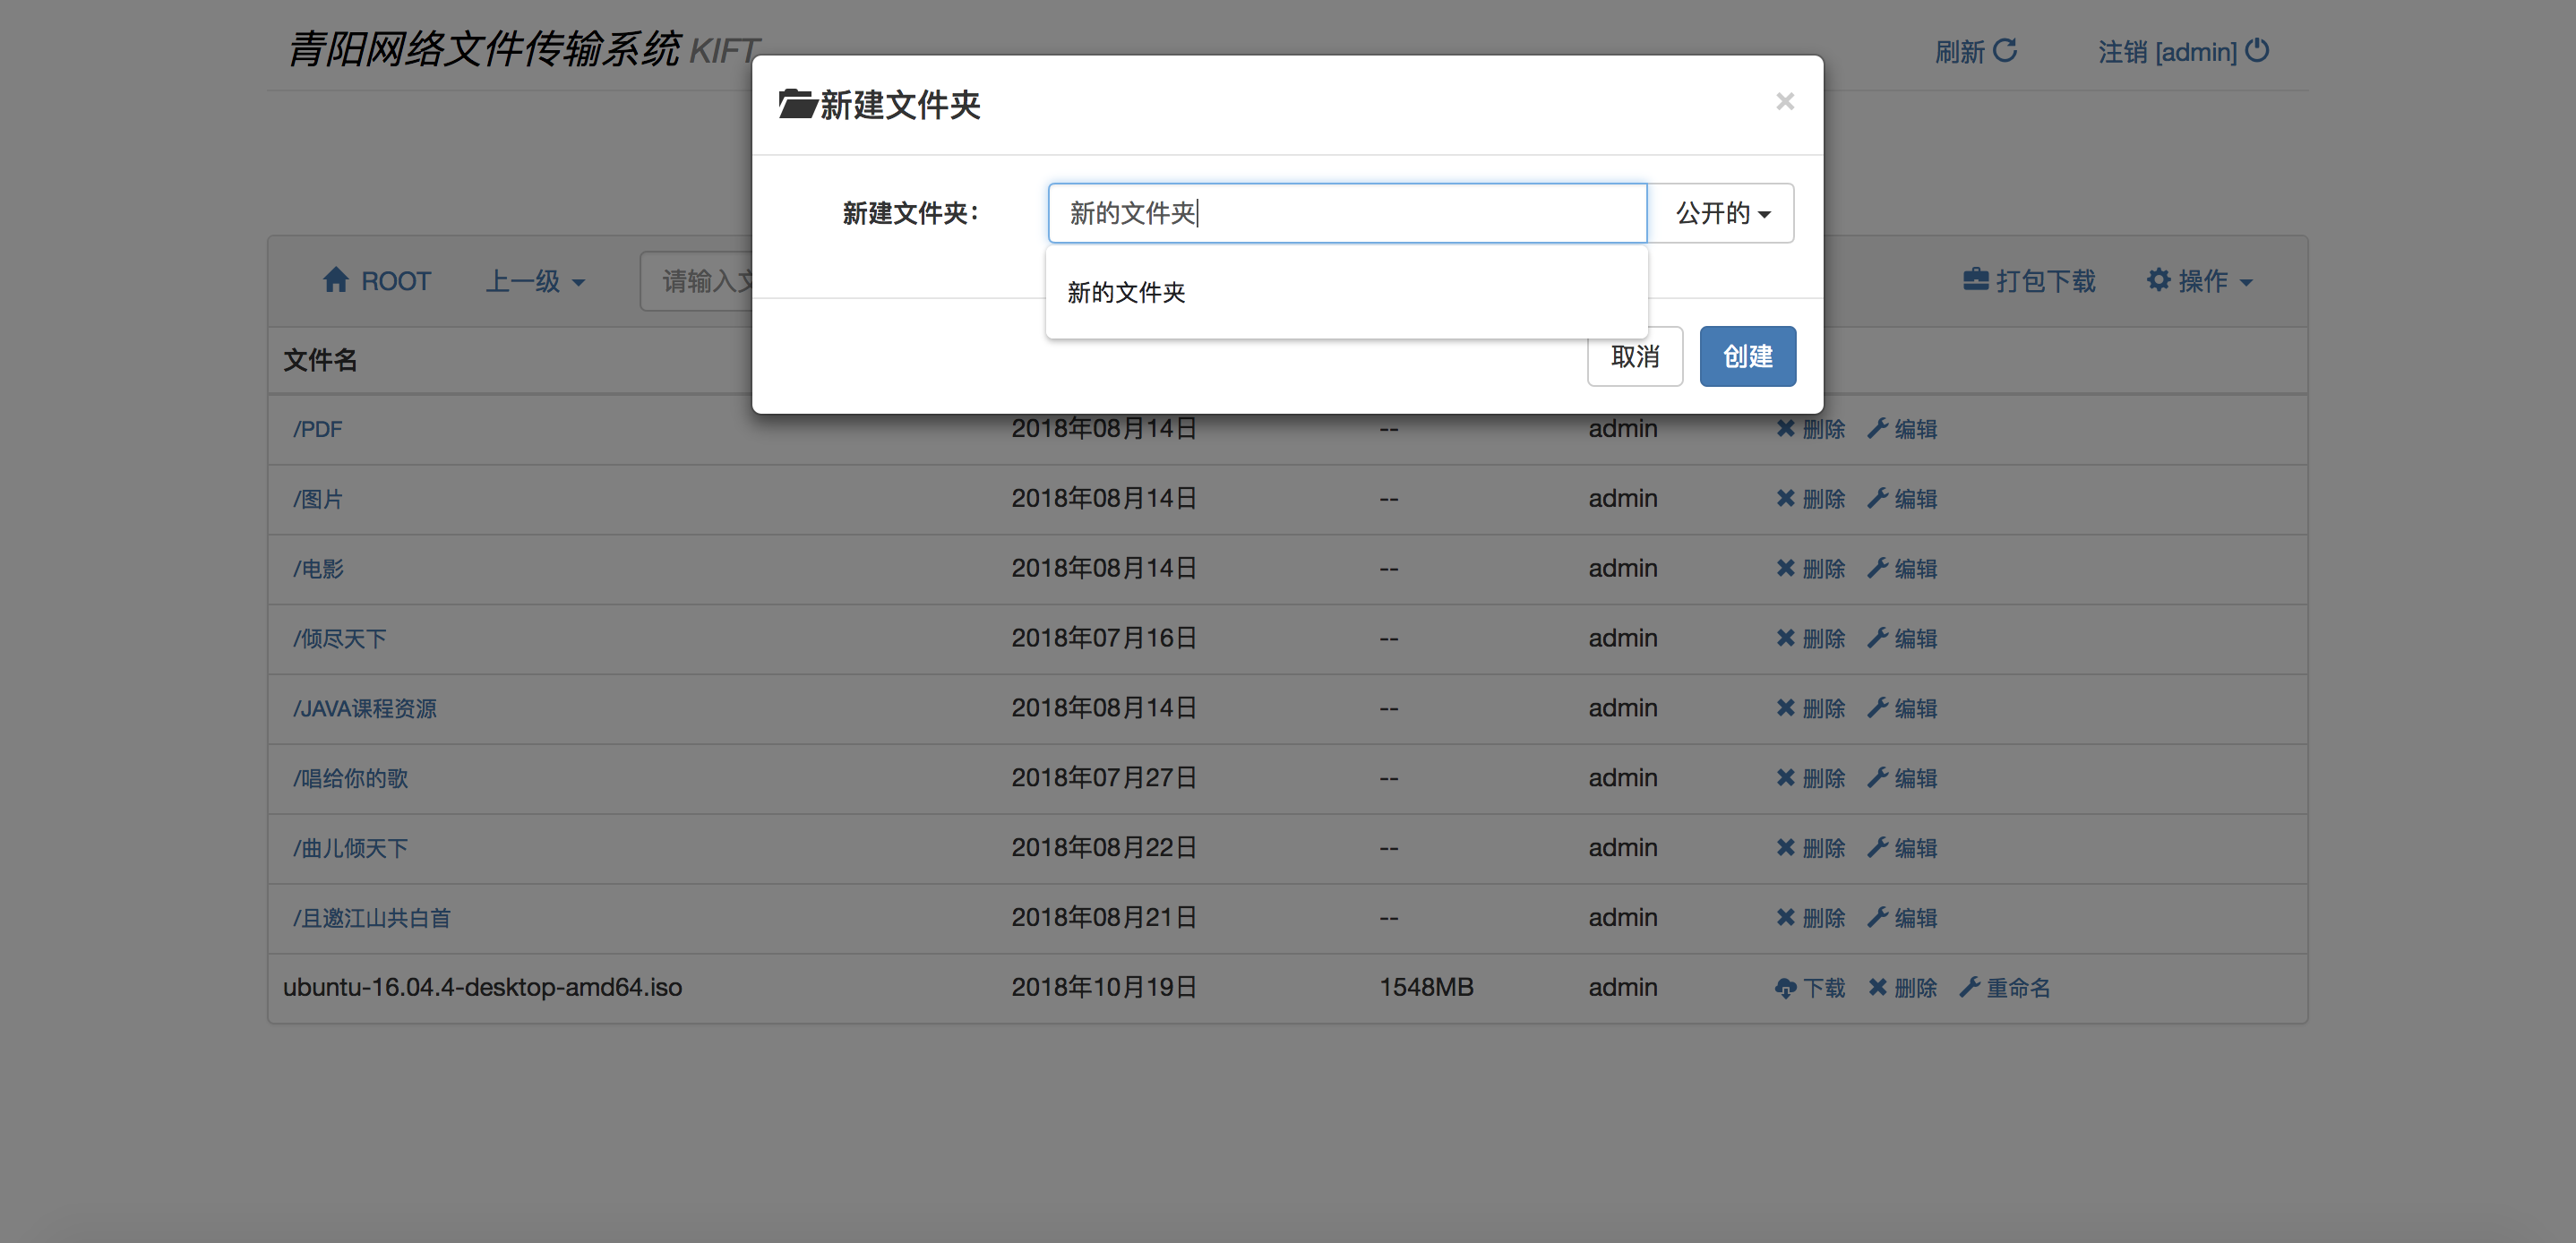 青阳网络文件传输系统 KIFT
刷新 注销 [admin]
新建文件夹 ×
新建文件夹： 新的文件夹 公开的
新的文件夹
取消 创建
ROOT 上一级 请输入文 打包下载 操作
文件名
/PDF 2018年08月14日 -- admin 删除 编辑
/图片 2018年08月14日 -- admin 删除 编辑
/电影 2018年08月14日 -- admin 删除 编辑
/倾尽天下 2018年07月16日 -- admin 删除 编辑
/JAVA课程资源 2018年08月14日 -- admin 删除 编辑
/唱给你的歌 2018年07月27日 -- admin 删除 编辑
/曲儿倾天下 2018年08月22日 -- admin 删除 编辑
/且邀江山共白首 2018年08月21日 -- admin 删除 编辑
ubuntu-16.04.4-desktop-amd64.iso 2018年10月19日 1548MB admin 下载 删除 重命名